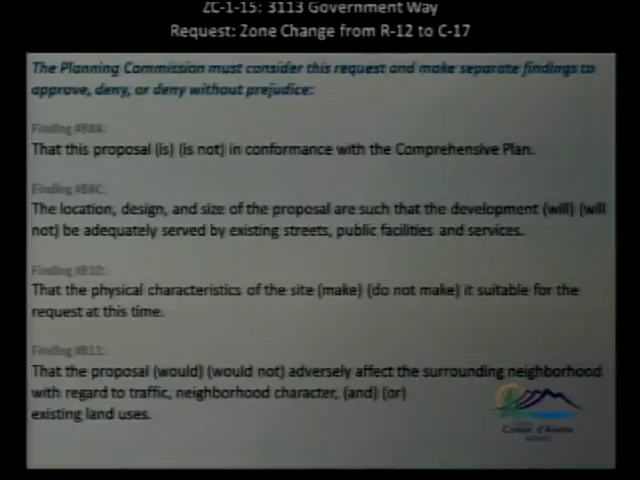 ZC-1-15: 3113 Government Way
Request: Zone Change from R-12 to C-17
The Planning Commission must consider this request and make separate findings to
approve, deny, or deny without prejudice:
Finding #B8A:
That this proposal (is) (is not) in conformance with the Comprehensive Plan.
Finding #B8C:
The location, design, and size of the proposal are such that the development (will) (will
not) be adequately served by existing streets, public facilities and services.
Finding #B10:
That the physical characteristics of the site (make) (do not make) it suitable for the
request at this time.
Finding #B11:
That the proposal (would) (would not) adversely affect the surrounding neighborhood
with regard to traffic, neighborhood character, (and) (or)
existing land uses.
Coeur d'Alene